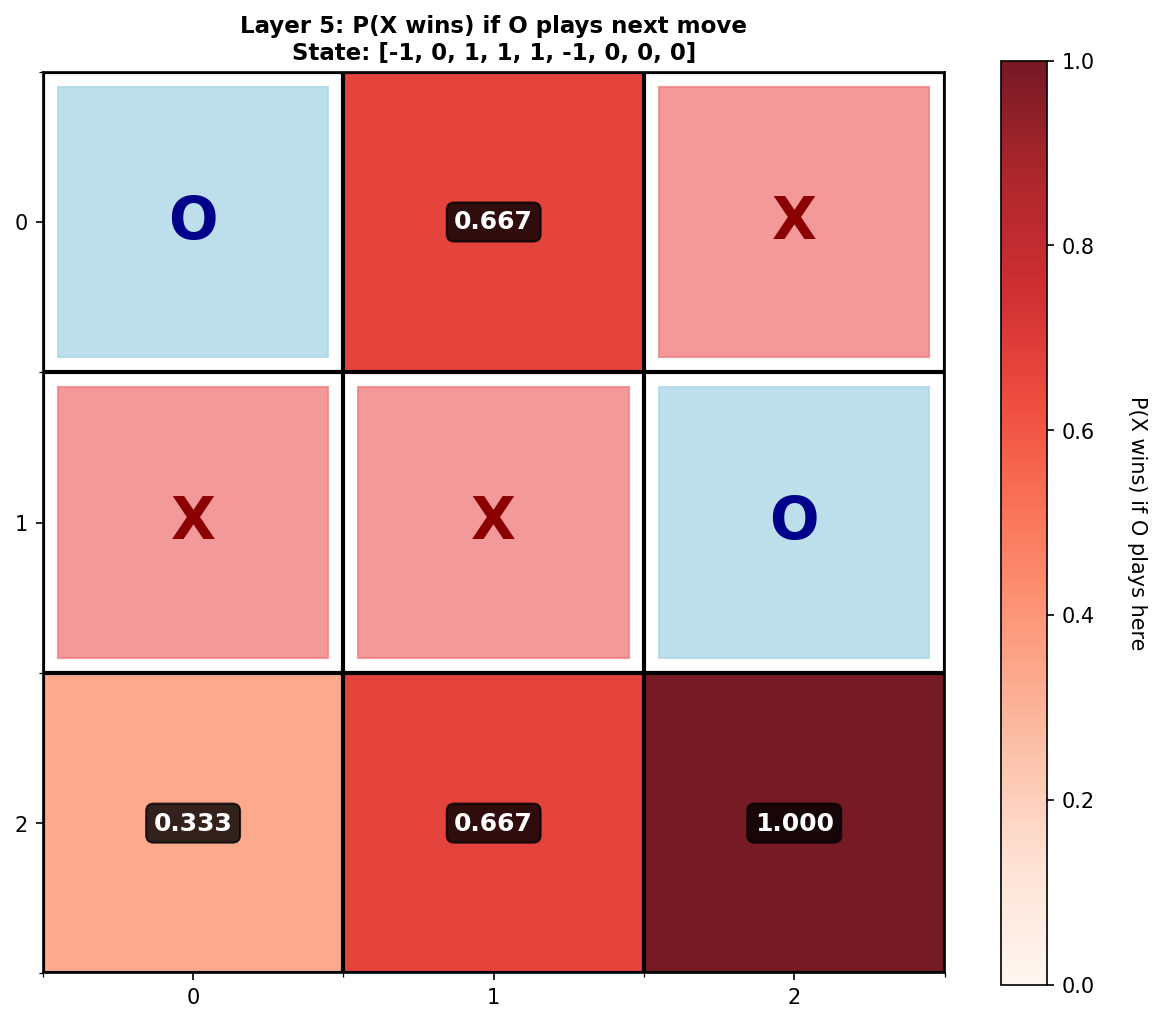 Layer 5: P(X wins) if O plays next move
State: [-1, 0, 1, 1, 1, -1, 0, 0, 0]
O
0.667
X
X
X
O
0.333
0.667
1.000
0
1
2
0
1
2
1.0
0.8
0.6
0.4
0.2
0.0
P(X wins) if O plays here